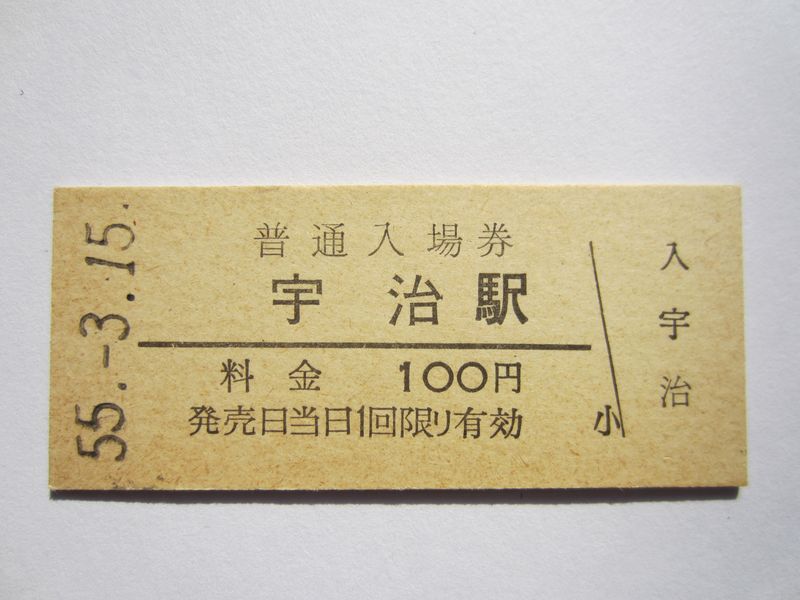 55.-3.15.
普通入場券
宇治駅
料金 100円
発売日当日1回限り有効
小
入宇治